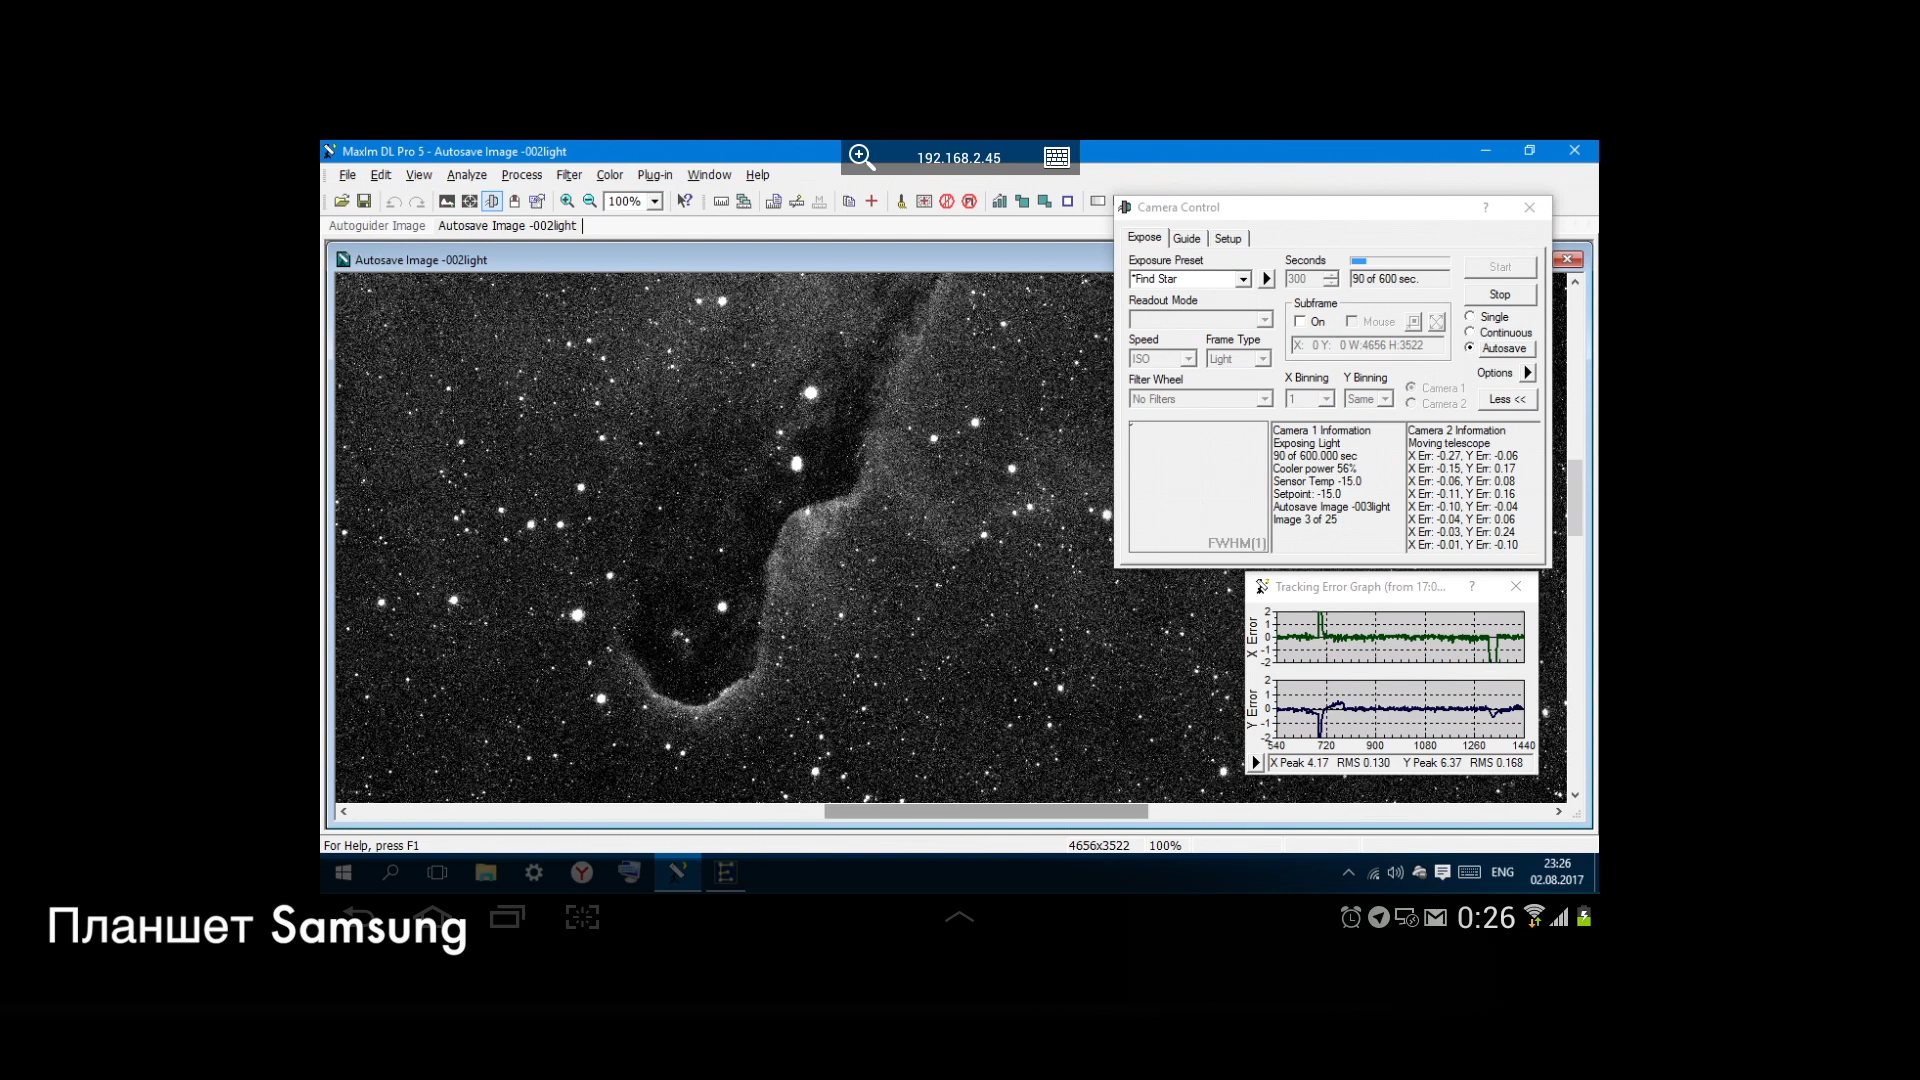 MaxIm DL Pro 5 - Autosave Image -002light
192.168.2.45
File Edit View Analyze Process Filter Color Plug-in Window Help
100%
Autoguider Image Autosave Image -002light
Autosave Image -002light
Camera Control
?
Expose Guide Setup
Exposure Preset
*Find Star
Seconds
300
90 of 600 sec.
Start
Stop
Readout Mode
Subframe
On Mouse
X: 0 Y: 0 W:4656 H:3522
Single
Continuous
Autosave
Speed Frame Type
ISO Light
Options
Filter Wheel
No Filters
X Binning Y Binning
1 Same
Camera 1
Camera 2
Less <<
FWHM(1)
Camera 1 Information
Exposing Light
90 of 600.000 sec
Cooler power 56%
Sensor Temp -15.0
Setpoint: -15.0
Autosave Image -003light
Image 3 of 25
Camera 2 Information
Moving telescope
X Err: -0.27, Y Err: -0.06
X Err: -0.15, Y Err: 0.17
X Err: -0.06, Y Err: 0.08
X Err: -0.11, Y Err: 0.16
X Err: -0.10, Y Err: -0.04
X Err: -0.04, Y Err: 0.06
X Err: -0.03, Y Err: 0.24
X Err: -0.01, Y Err: -0.10
Tracking Error Graph (from 17:0...
?
X Error
2
1
0
-1
-2
Y Error
2
1
0
-1
-2
540 720 900 1080 1260 1440
X Peak 4.17 RMS 0.130 Y Peak 6.37 RMS 0.168
For Help, press F1
4656x3522 100%
ENG
23:26
02.08.2017
Планшет Samsung
0:26